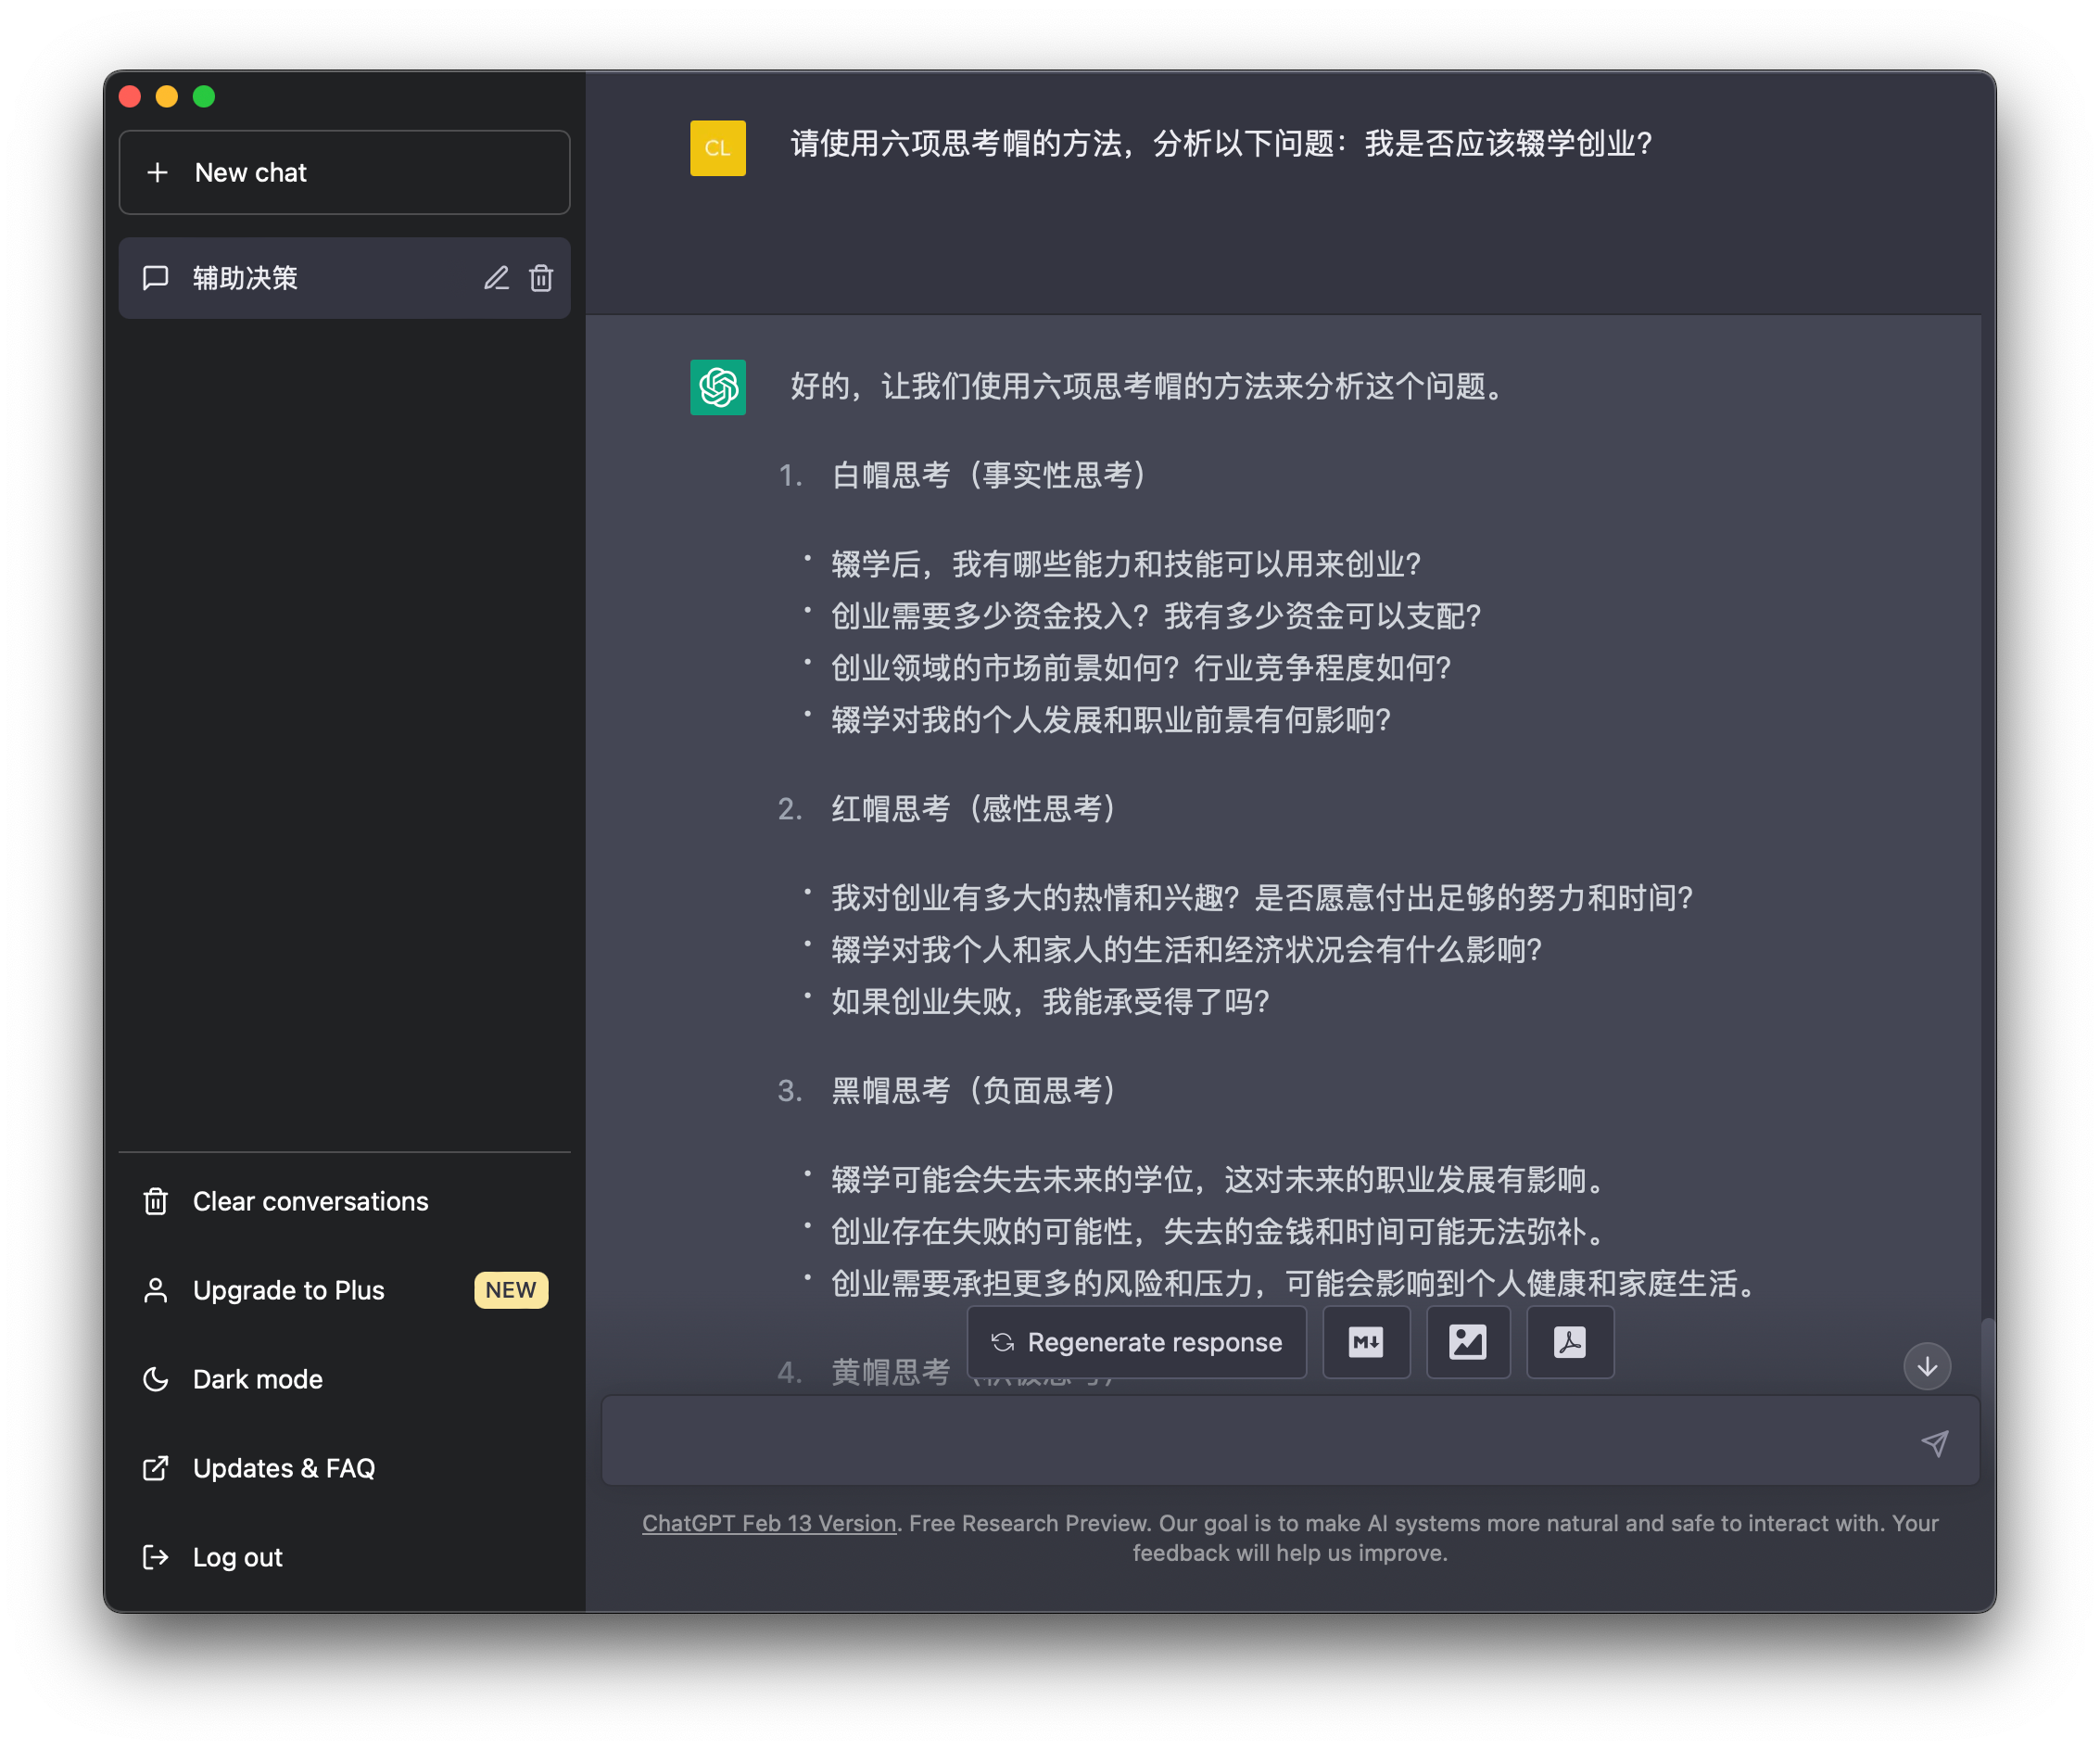 New chat
辅助决策
Clear conversations
Upgrade to Plus NEW
Dark mode
Updates & FAQ
Log out
CL 请使用六项思考帽的方法，分析以下问题：我是否应该辍学创业？
好的，让我们使用六项思考帽的方法来分析这个问题。
1. 白帽思考（事实性思考）
• 辍学后，我有哪些能力和技能可以用来创业？
• 创业需要多少资金投入？我有多少资金可以支配？
• 创业领域的市场前景如何？行业竞争程度如何？
• 辍学对我的个人发展和职业前景有何影响？
2. 红帽思考（感性思考）
• 我对创业有多大的热情和兴趣？是否愿意付出足够的努力和时间？
• 辍学对我个人和家人的生活和经济状况会有什么影响？
• 如果创业失败，我能承受得了吗？
3. 黑帽思考（负面思考）
• 辍学可能会失去未来的学位，这对未来的职业发展有影响。
• 创业存在失败的可能性，失去的金钱和时间可能无法弥补。
• 创业需要承担更多的风险和压力，可能会影响到个人健康和家庭生活。
4. 黄帽思考
Regenerate response M↓
ChatGPT Feb 13 Version. Free Research Preview. Our goal is to make AI systems more natural and safe to interact with. Your
feedback will help us improve.